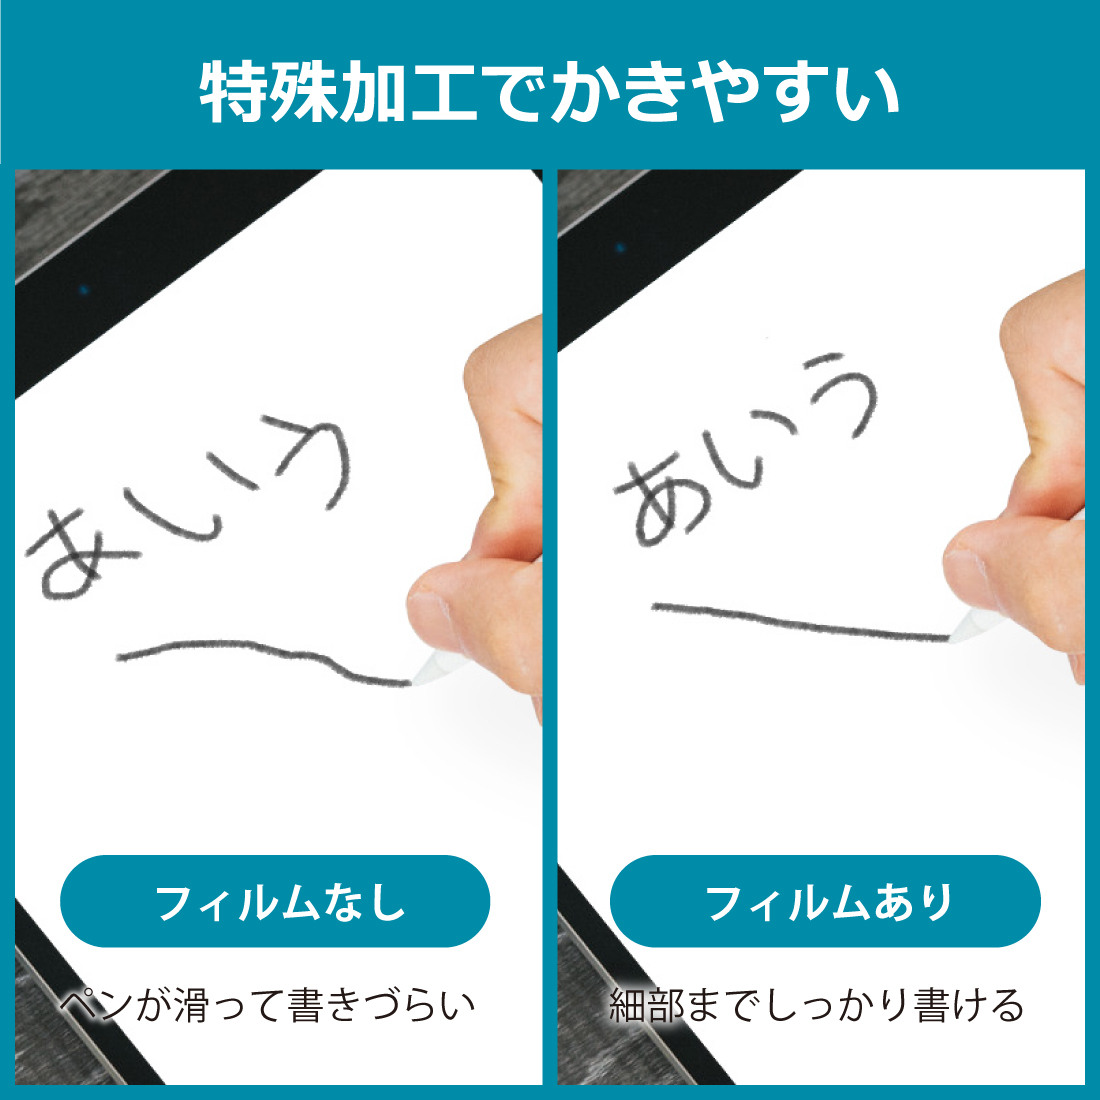 特殊加工でかきやすい
あいう
フィルムなし
ペンが滑って書きづらい
あいう
フィルムあり
細部までしっかり書ける